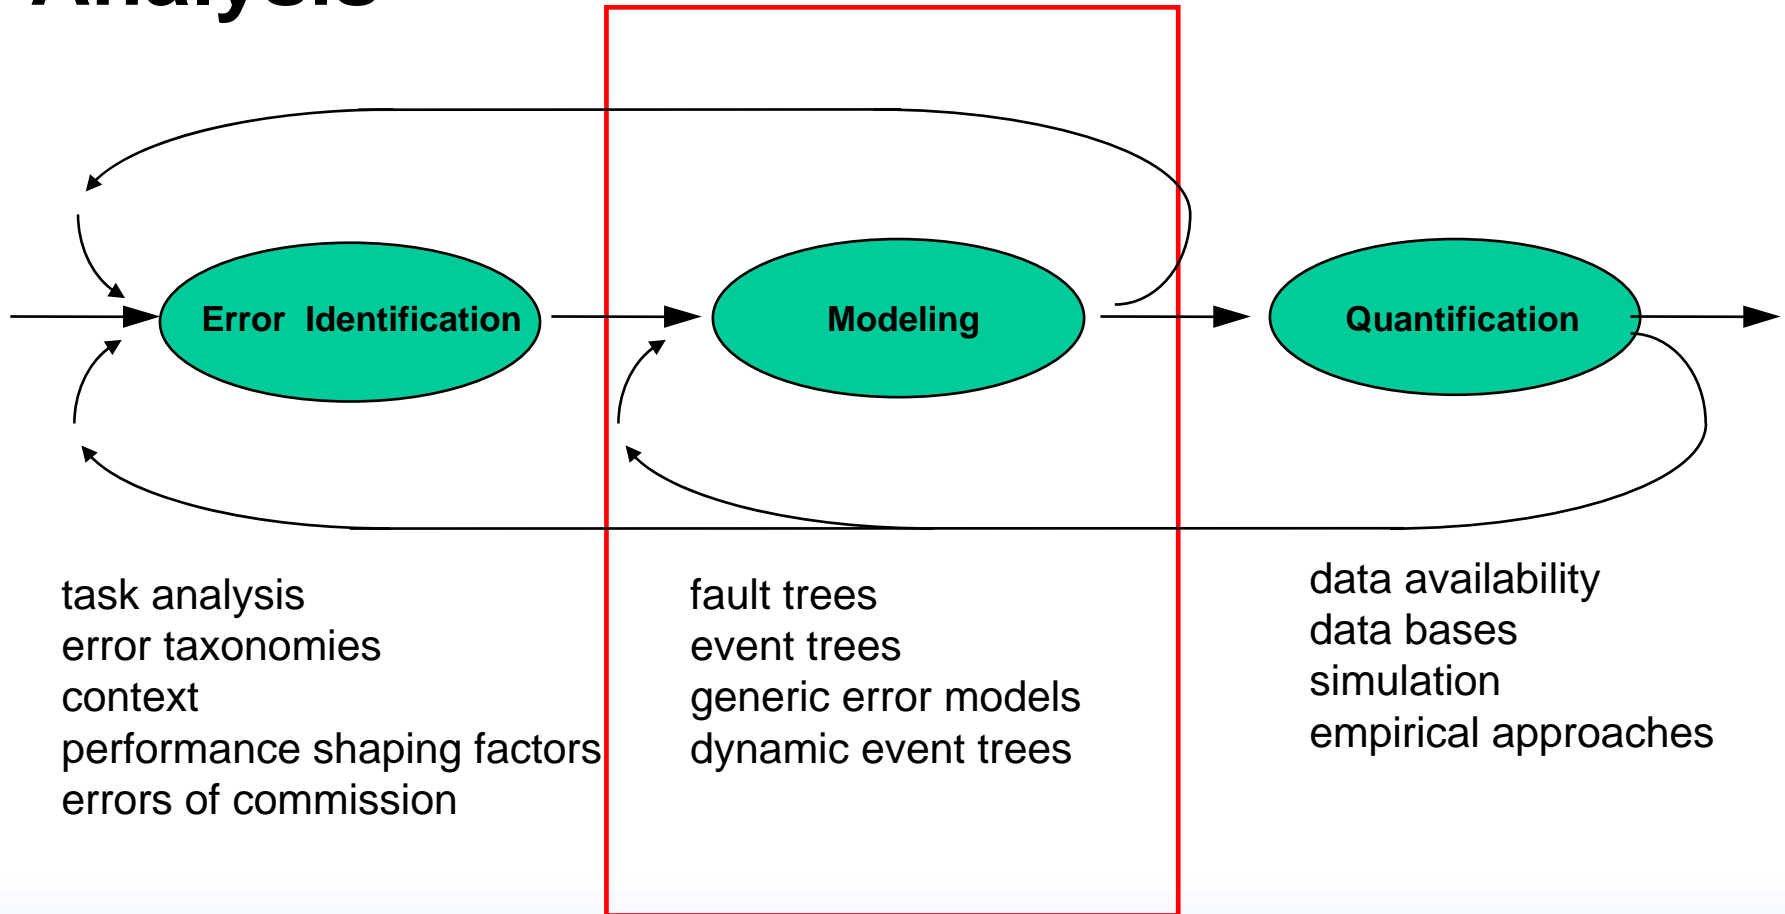 Analysis
Error Identification
Modeling
Quantification
task analysis
error taxonomies
context
performance shaping factors
errors of commission
fault trees
event trees
generic error models
dynamic event trees
data availability
data bases
simulation
empirical approaches